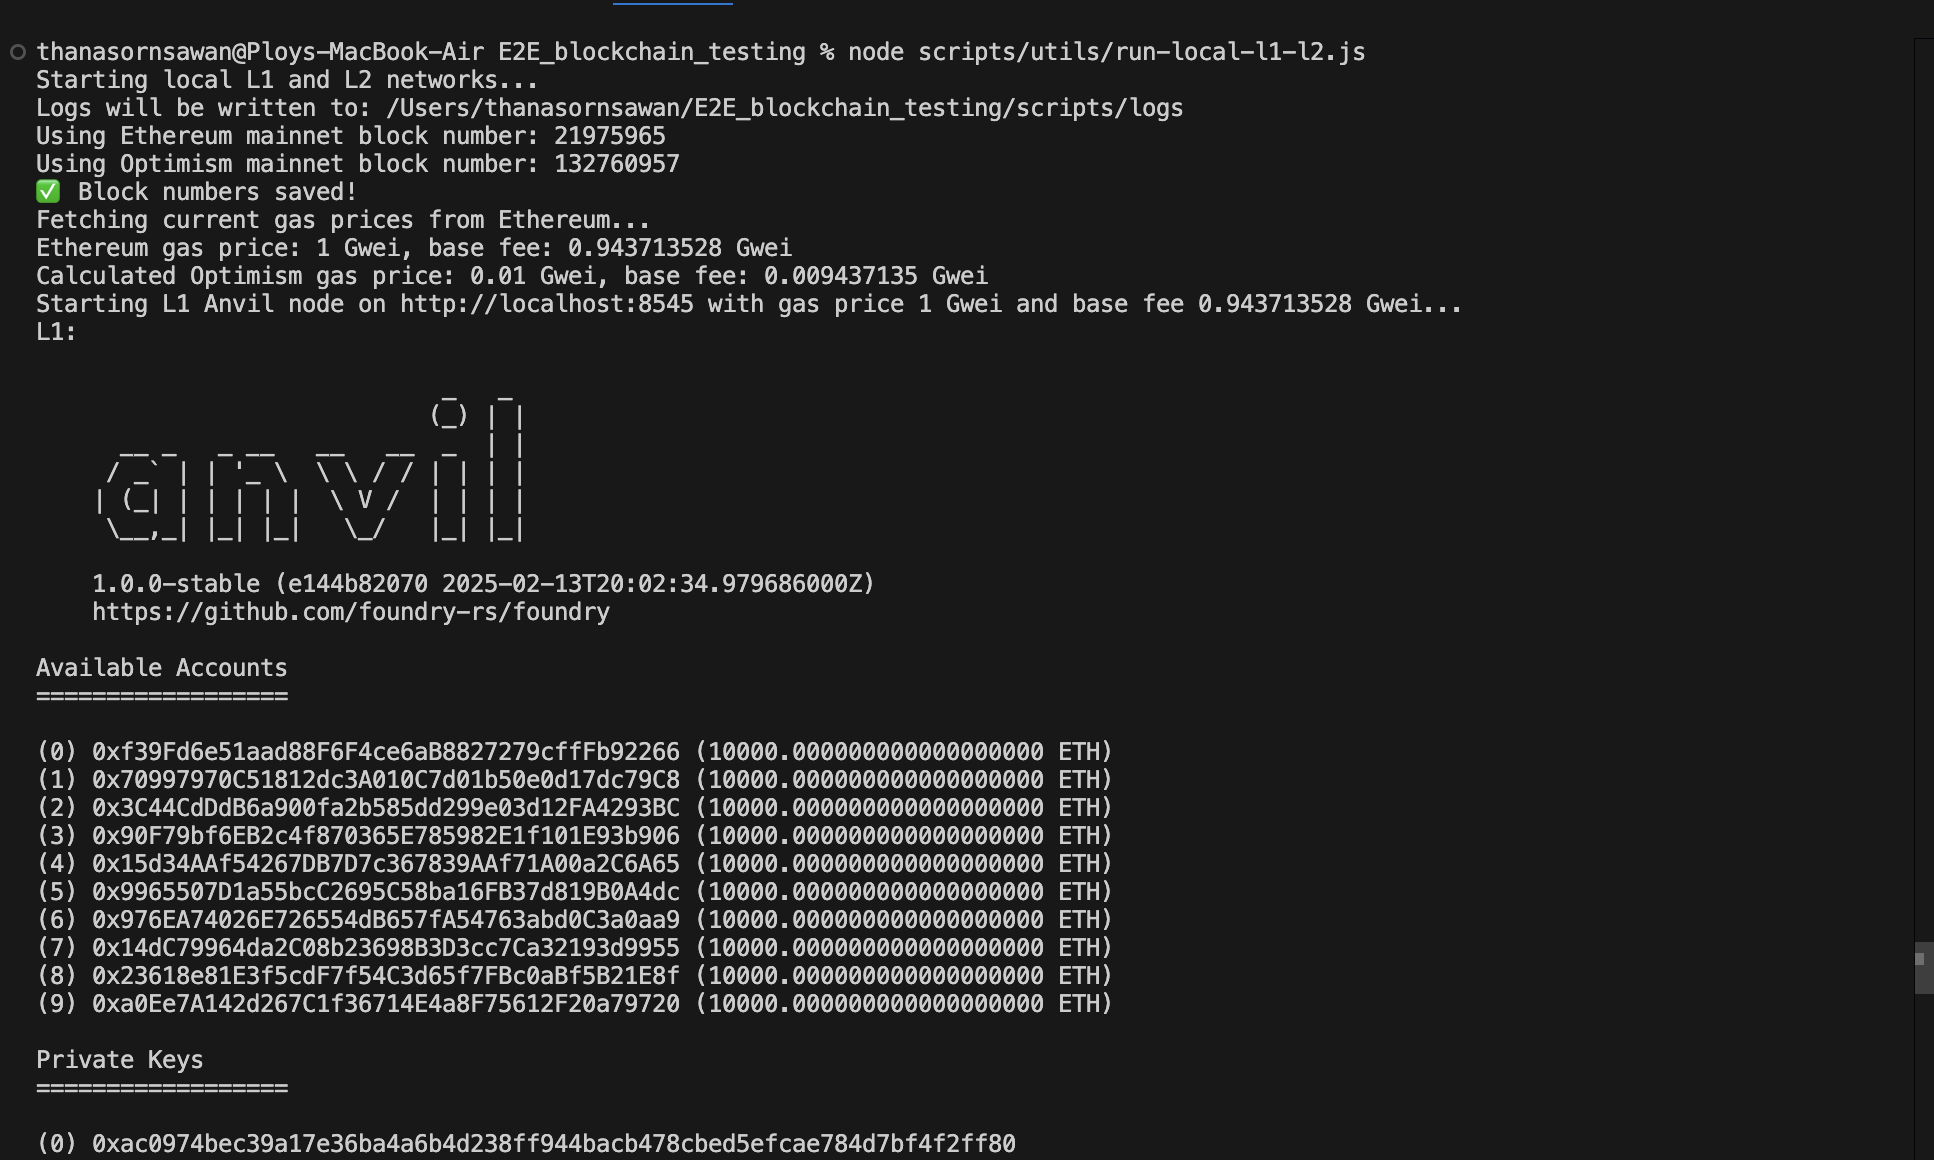 thanasornsawan@Ploys-MacBook-Air E2E_blockchain_testing % node scripts/utils/run-local-l1-l2.js
Starting local L1 and L2 networks...
Logs will be written to: /Users/thanasornsawan/E2E_blockchain_testing/scripts/logs
Using Ethereum mainnet block number: 21975965
Using Optimism mainnet block number: 132760957
✅ Block numbers saved!
Fetching current gas prices from Ethereum...
Ethereum gas price: 1 Gwei, base fee: 0.943713528 Gwei
Calculated Optimism gas price: 0.01 Gwei, base fee: 0.009437135 Gwei
Starting L1 Anvil node on http://localhost:8545 with gas price 1 Gwei and base fee 0.943713528 Gwei...
L1:
anvil
1.0.0-stable (e144b82070 2025-02-13T20:02:34.979686000Z)
https://github.com/foundry-rs/foundry
Available Accounts
==================
(0) 0xf39Fd6e51aad88F6F4ce6aB8827279cffFb92266 (10000.000000000000000000 ETH)
(1) 0x70997970C51812dc3A010C7d01b50e0d17dc79C8 (10000.000000000000000000 ETH)
(2) 0x3C44CdDdB6a900fa2b585dd299e03d12FA4293BC (10000.000000000000000000 ETH)
(3) 0x90F79bf6EB2c4f870365E785982E1f101E93b906 (10000.000000000000000000 ETH)
(4) 0x15d34AAf54267DB7D7c367839AAf71A00a2C6A65 (10000.000000000000000000 ETH)
(5) 0x9965507D1a55bcC2695C58ba16FB37d819B0A4dc (10000.000000000000000000 ETH)
(6) 0x976EA74026E726554dB657fA54763abd0C3a0aa9 (10000.000000000000000000 ETH)
(7) 0x14dC79964da2C08b23698B3D3cc7Ca32193d9955 (10000.000000000000000000 ETH)
(8) 0x23618e81E3f5cdF7f54C3d65f7FBc0aBf5B21E8f (10000.000000000000000000 ETH)
(9) 0xa0Ee7A142d267C1f36714E4a8F75612F20a79720 (10000.000000000000000000 ETH)
Private Keys
==================
(0) 0xac0974bec39a17e36ba4a6b4d238ff944bacb478cbed5efcae784d7bf4f2ff80